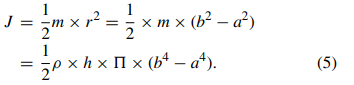 J = 1/2 m × r² = 1/2 × m × (b² − a²)
= 1/2 ρ × h × Π × (b⁴ − a⁴). (5)